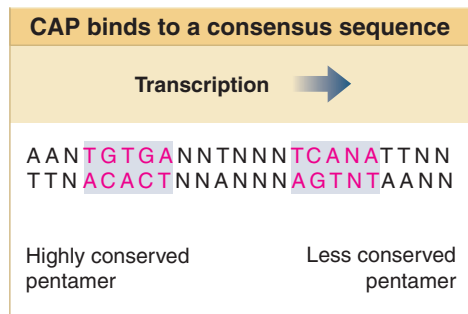 CAP binds to a consensus sequence
Transcription
AANTGTGANNTNNNTCANATTNN
TTNACACTNNANNNAGTNTAANN
Highly conserved pentamer
Less conserved pentamer